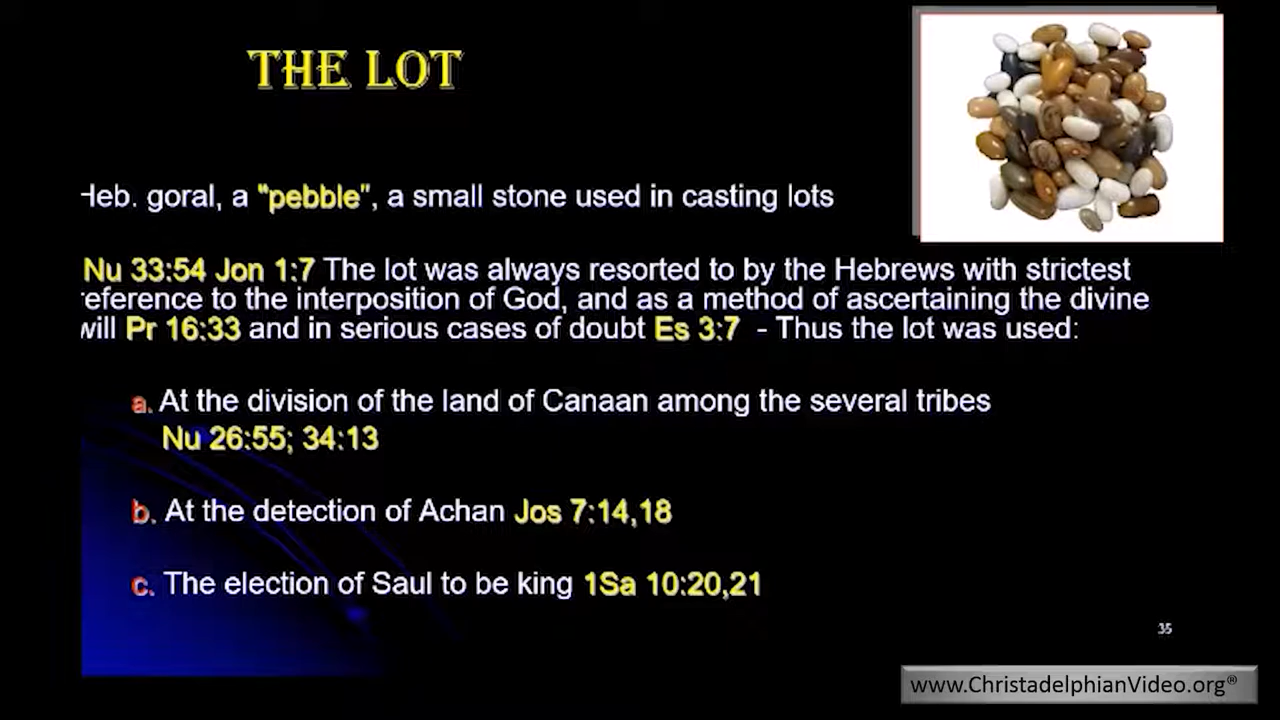 THE LOT
Heb. goral, a “pebble”, a small stone used in casting lots
Nu 33:54 Jon 1:7 The lot was always resorted to by the Hebrews with strictest
reference to the interposition of God, and as a method of ascertaining the divine
will Pr 16:33 and in serious cases of doubt Es 3:7 - Thus the lot was used:
a. At the division of the land of Canaan among the several tribes
Nu 26:55; 34:13
b. At the detection of Achan Jos 7:14,18
c. The election of Saul to be king 1Sa 10:20,21
35
www.ChristadelphianVideo.org®